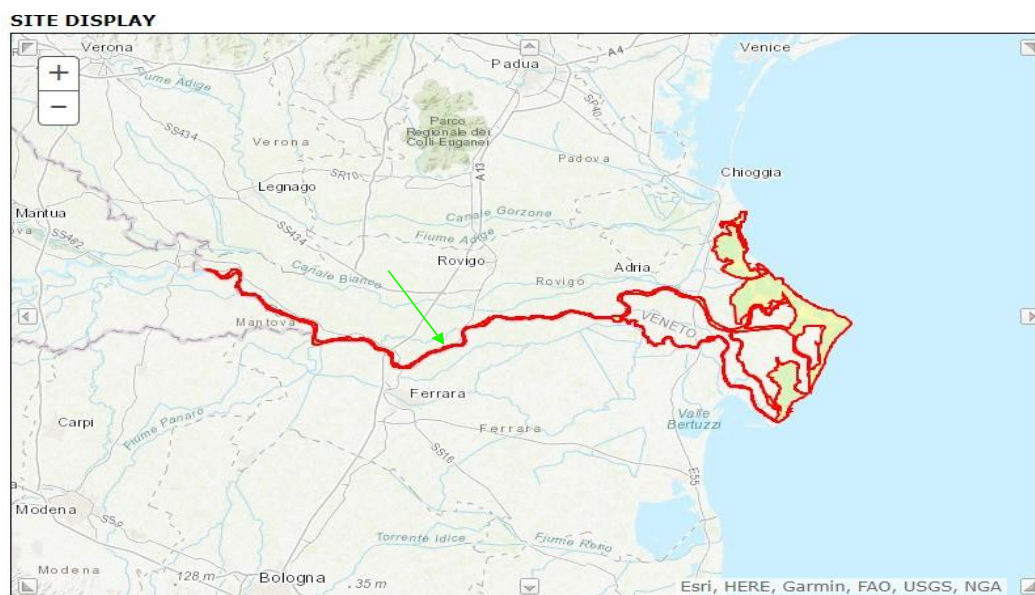 SITE DISPLAY
Verona
Venice
A4
Padua
+
−
Fiume Adige
SP40
Parco
Regionale dei
Colli Euganei
SS434
Verona
A13
SR10
Padova
Legnago
Chioggia
Mantua
Canale Gorzone
SS482
SS434
Fiume Adige
Rovigo
Adria
Canale Bianco
Rovigo
Mantova
VENETO
Ferrara
Valle
Bertuzzi
Fiume Panaro
Carpi
Ferrara
SS16
E55
Modena
SS9
Torrente Idice
Fiume Reno
Modena
128 m
Bologna
35 m
Esri, HERE, Garmin, FAO, USGS, NGA